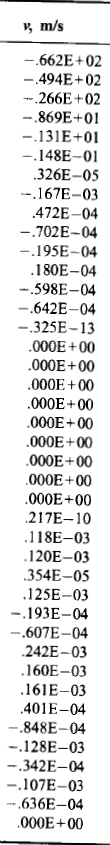 v, m/s
-.662E+02
-.494E+02
-.266E+02
-.869E+01
-.131E+01
-.148E-01
.326E-05
-.167E-03
.472E-04
-.702E-04
-.195E-04
.180E-04
-.598E-04
-.642E-04
-.325E-13
.000E+00
.000E+00
.000E+00
.000E+00
.000E+00
.000E+00
.000E+00
.000E+00
.000E+00
.217E-10
.118E-03
.120E-03
.354E-05
.125E-03
-.193E-04
-.607E-04
.242E-03
.160E-03
.161E-03
.401E-04
-.848E-04
-.128E-03
-.342E-04
-.107E-03
-.636E-04
.000E+00